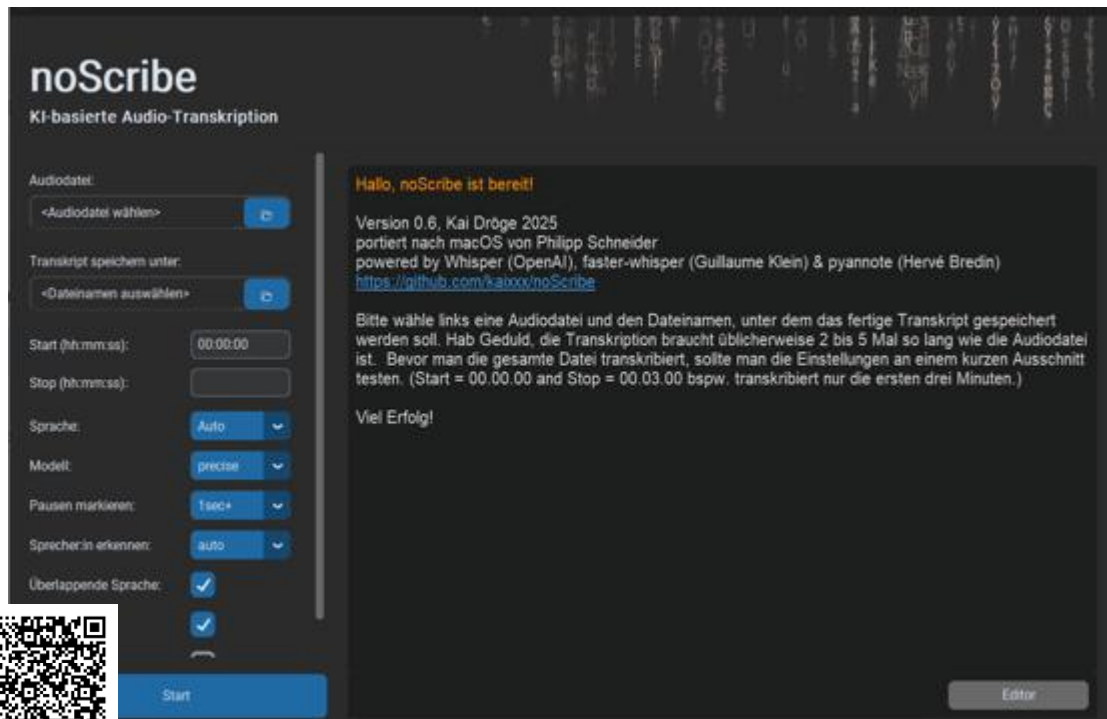 noScribe
KI-basierte Audio-Transkription
Audiodatei:
<Audiodatei wählen>
Transkript speichern unter:
<Dateinamen auswählen>
Start (hh:mm:ss):
00:00:00
Stop (hh:mm:ss):
Sprache:
Auto
Modell:
precise
Pausen markieren:
1sec+
Sprecher:in erkennen:
auto
Überlappende Sprache:
Start
Hallo, noScribe ist bereit!
Version 0.6, Kai Dröge 2025
portiert nach macOS von Philipp Schneider
powered by Whisper (OpenAI), faster-whisper (Guillaume Klein) & pyannote (Hervé Bredin)
https://github.com/kaixxx/noScribe
Bitte wähle links eine Audiodatei und den Dateinamen, unter dem das fertige Transkript gespeichert
werden soll. Hab Geduld, die Transkription braucht üblicherweise 2 bis 5 Mal so lang wie die Audiodatei
ist. Bevor man die gesamte Datei transkribiert, sollte man die Einstellungen an einem kurzen Ausschnitt
testen. (Start = 00.00.00 and Stop = 00.03.00 bspw. transkribiert nur die ersten drei Minuten.)
Viel Erfolg!
Editor